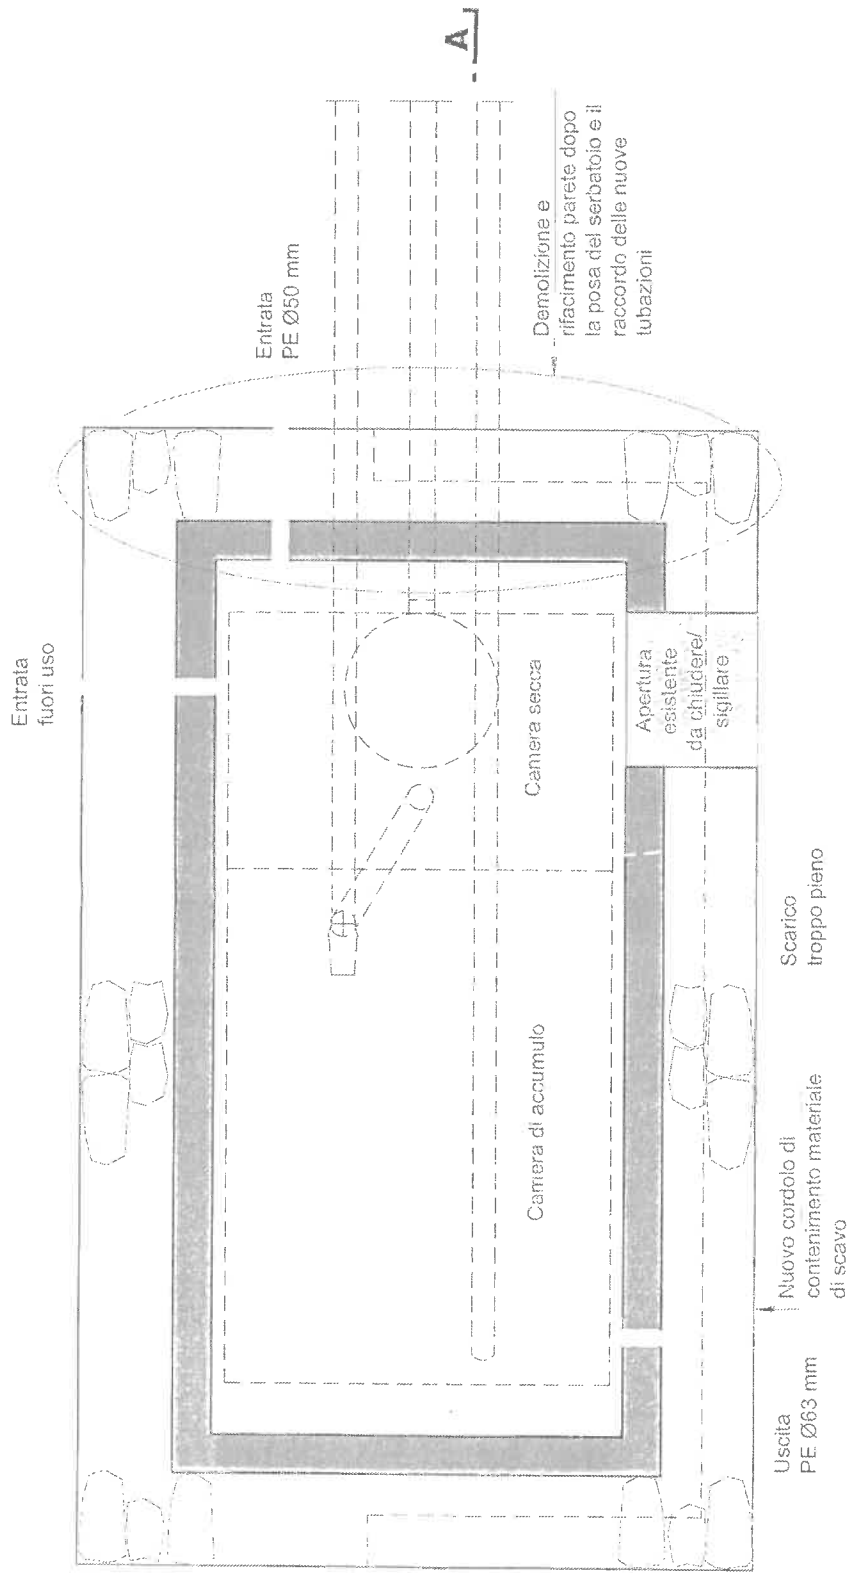 A
Entrata
PE Ø50 mm
Demolizione e
rifacimento parete dopo
la posa del serbatoio e il
raccordo delle nuove
tubazioni
Entrata
fuori uso
Camera secca
Apertura
esistente
da chiudere/
sigillare
Camera di accumulo
Scarico
troppo pieno
Nuovo cordolo di
contenimento materiale
di scavo
Uscita
PE Ø63 mm